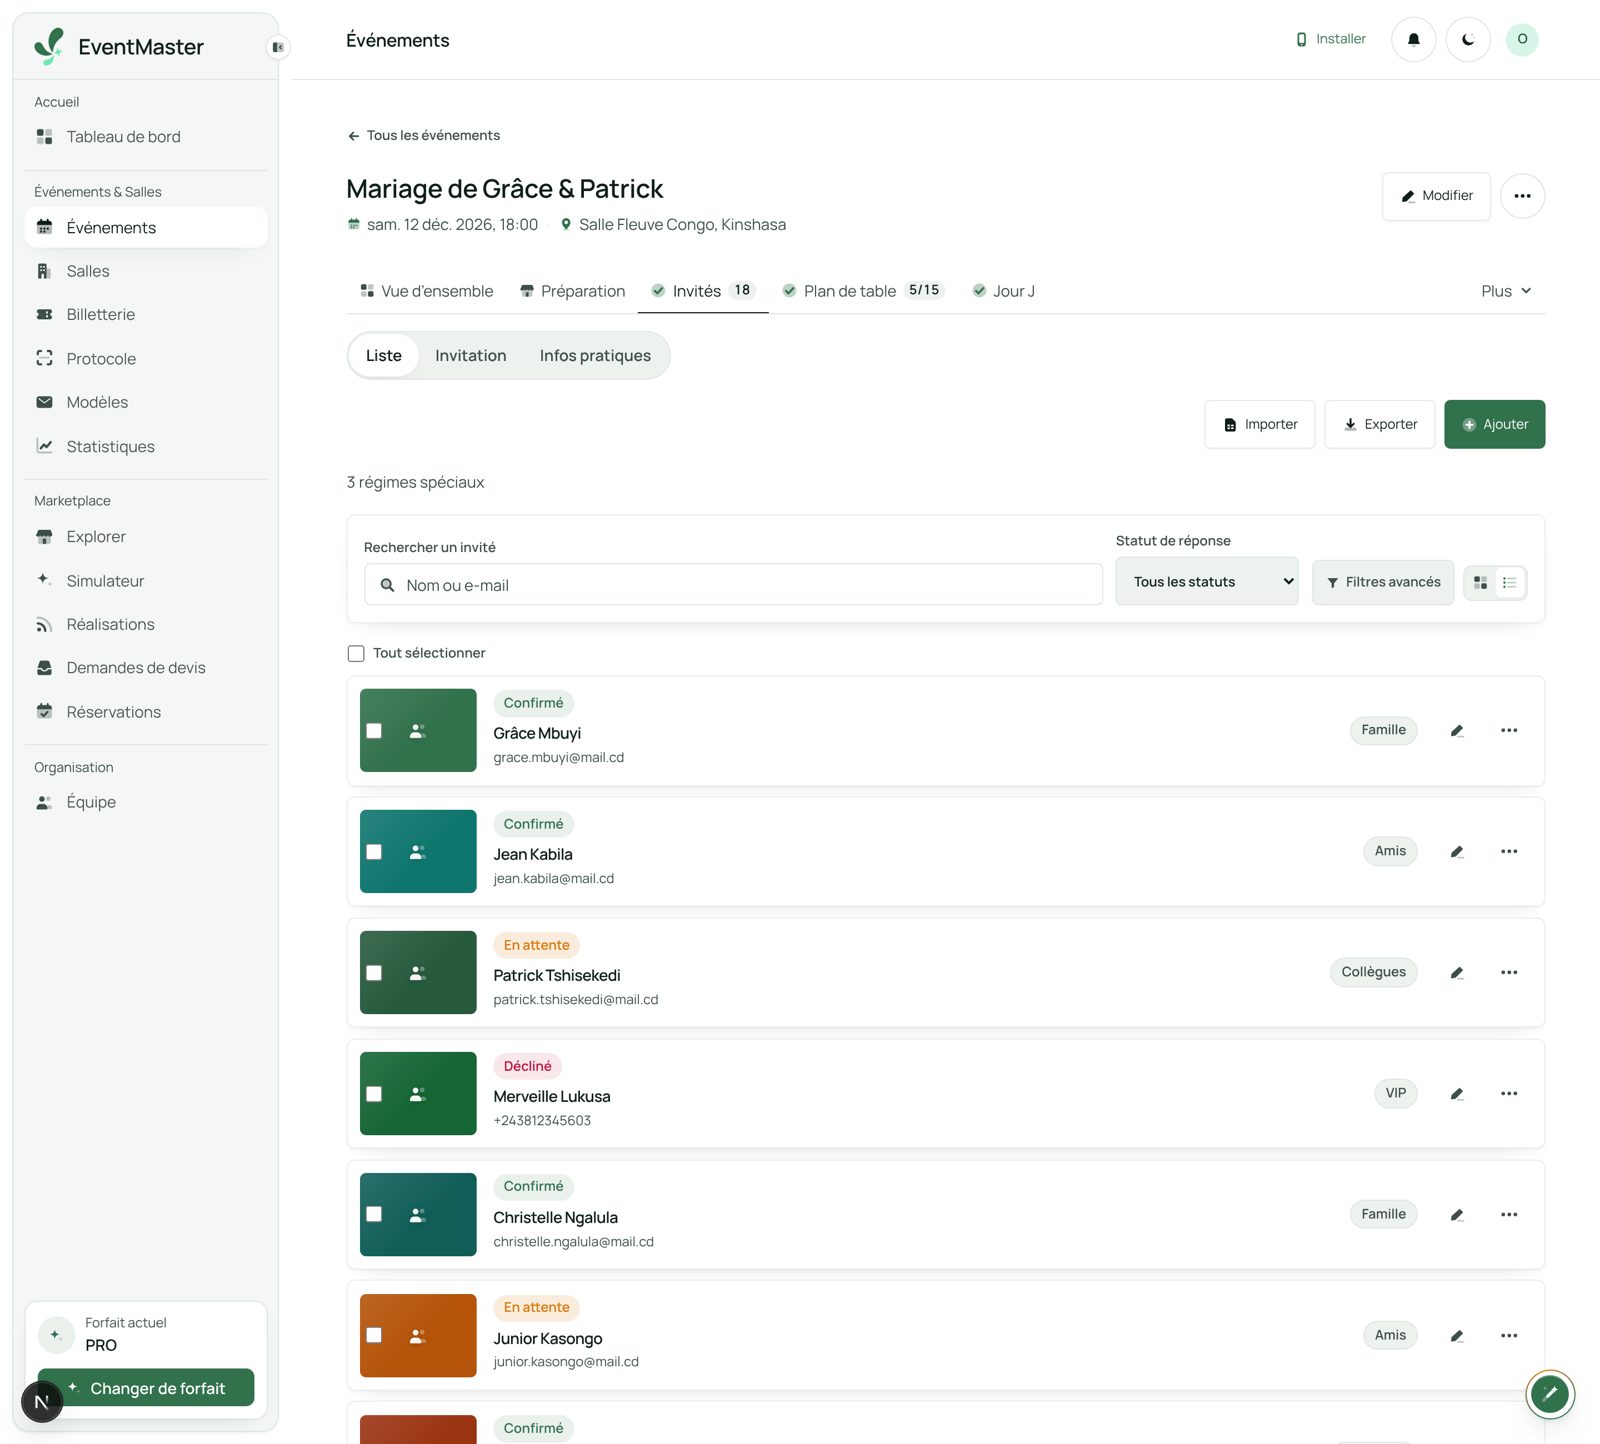 EventMaster
Accueil
Tableau de bord
Événements & Salles
Événements
Salles
Billetterie
Protocole
Modèles
Statistiques
Marketplace
Explorer
Simulateur
Réalisations
Demandes de devis
Réservations
Organisation
Équipe
Forfait actuel
PRO
Changer de forfait
N
Événements
Installer
O
Tous les événements
Mariage de Grâce & Patrick
sam. 12 déc. 2026, 18:00 · Salle Fleuve Congo, Kinshasa
Modifier
Vue d'ensemble
Préparation
Invités 18
Plan de table 5/15
Jour J
Plus
Liste
Invitation
Infos pratiques
Importer
Exporter
Ajouter
3 régimes spéciaux
Rechercher un invité
Nom ou e-mail
Statut de réponse
Tous les statuts
Filtres avancés
Tout sélectionner
Confirmé
Grâce Mbuyi
grace.mbuyi@mail.cd
Famille
Confirmé
Jean Kabila
jean.kabila@mail.cd
Amis
En attente
Patrick Tshisekedi
patrick.tshisekedi@mail.cd
Collègues
Décliné
Merveille Lukusa
+243812345603
VIP
Confirmé
Christelle Ngalula
christelle.ngalula@mail.cd
Famille
En attente
Junior Kasongo
junior.kasongo@mail.cd
Amis
Confirmé